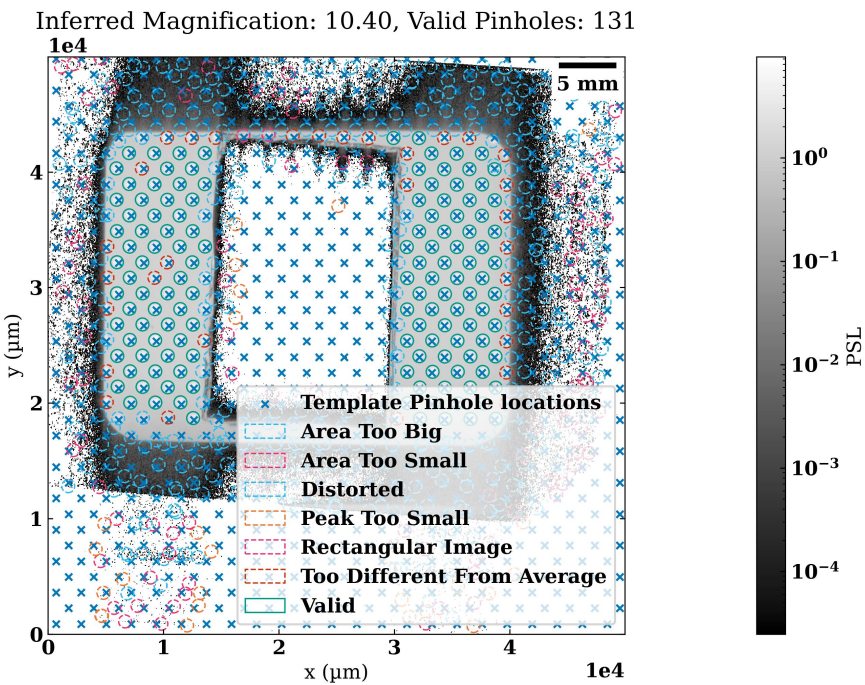 Inferred Magnification: 10.40, Valid Pinholes: 131
1e4
5 mm
4
3
2
1
0
y (µm)
Template Pinhole locations
Area Too Big
Area Too Small
Distorted
Peak Too Small
Rectangular Image
Too Different From Average
Valid
0 1 2 3 4
x (µm)
1e4
10⁰
10⁻¹
10⁻²
10⁻³
10⁻⁴
PSL